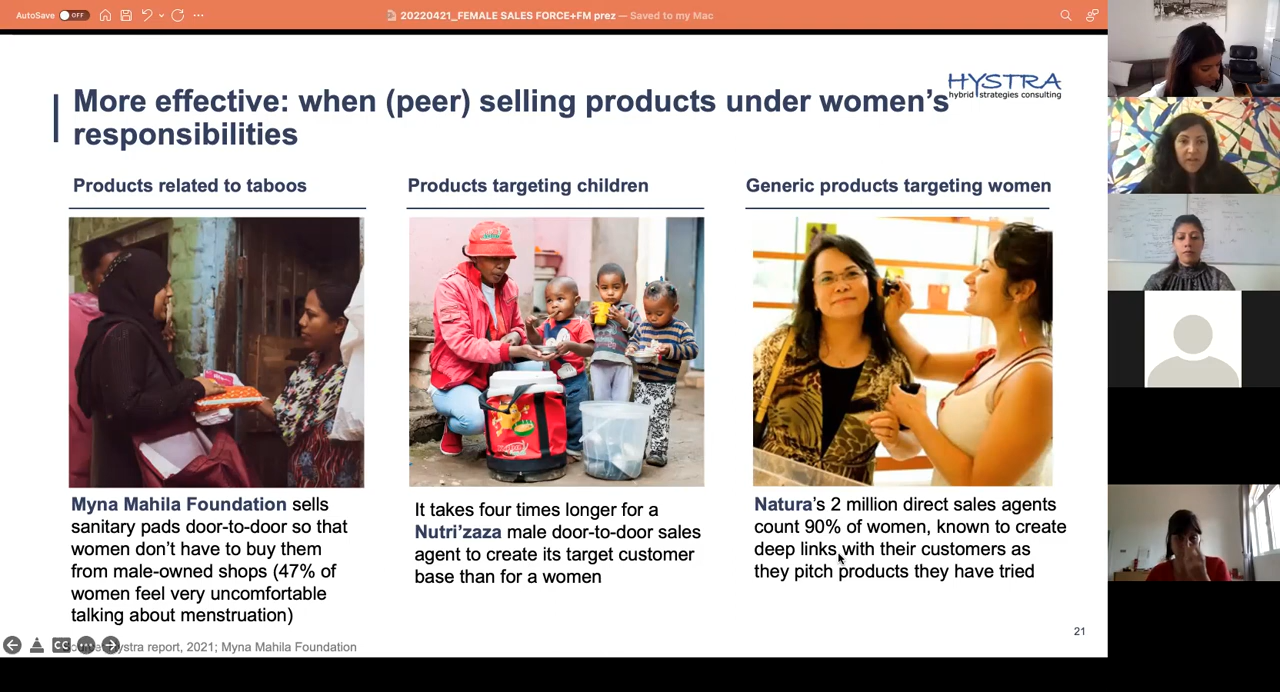 AutoSave OFF
20220421_FEMALE SALES FORCE+FM prez — Saved to my Mac
HYSTRA
hybrid strategies consulting
More effective: when (peer) selling products under women’s
responsibilities
Products related to taboos
Products targeting children
Generic products targeting women
Myna Mahila Foundation sells
sanitary pads door-to-door so that
women don’t have to buy them
from male-owned shops (47% of
women feel very uncomfortable
talking about menstruation)
It takes four times longer for a
Nutri’zaza male door-to-door sales
agent to create its target customer
base than for a women
Natura’s 2 million direct sales agents
count 90% of women, known to create
deep links with their customers as
they pitch products they have tried
21
CC
ystra report, 2021; Myna Mahila Foundation